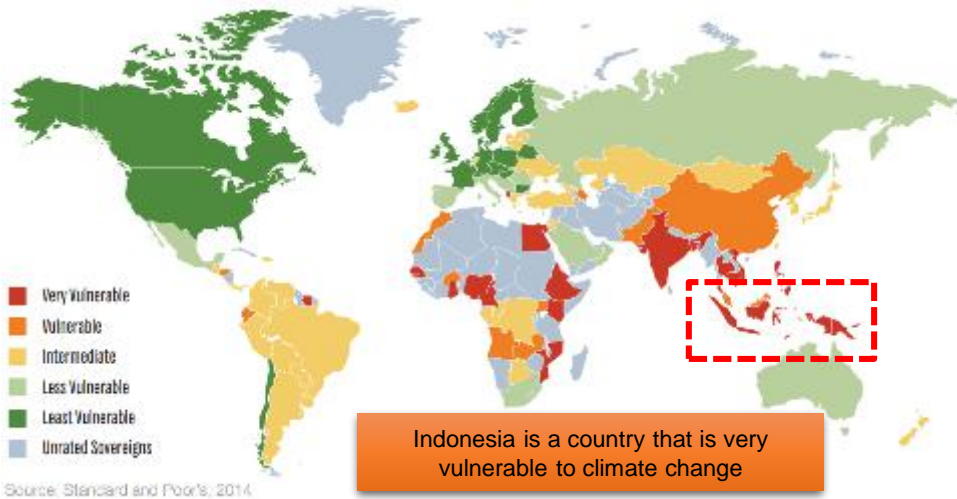 Very Vulnerable
Vulnerable
Intermediate
Less Vulnerable
Least Vulnerable
Unrated Sovereigns
Indonesia is a country that is very
vulnerable to climate change
Source: Standard and Poor's, 2014